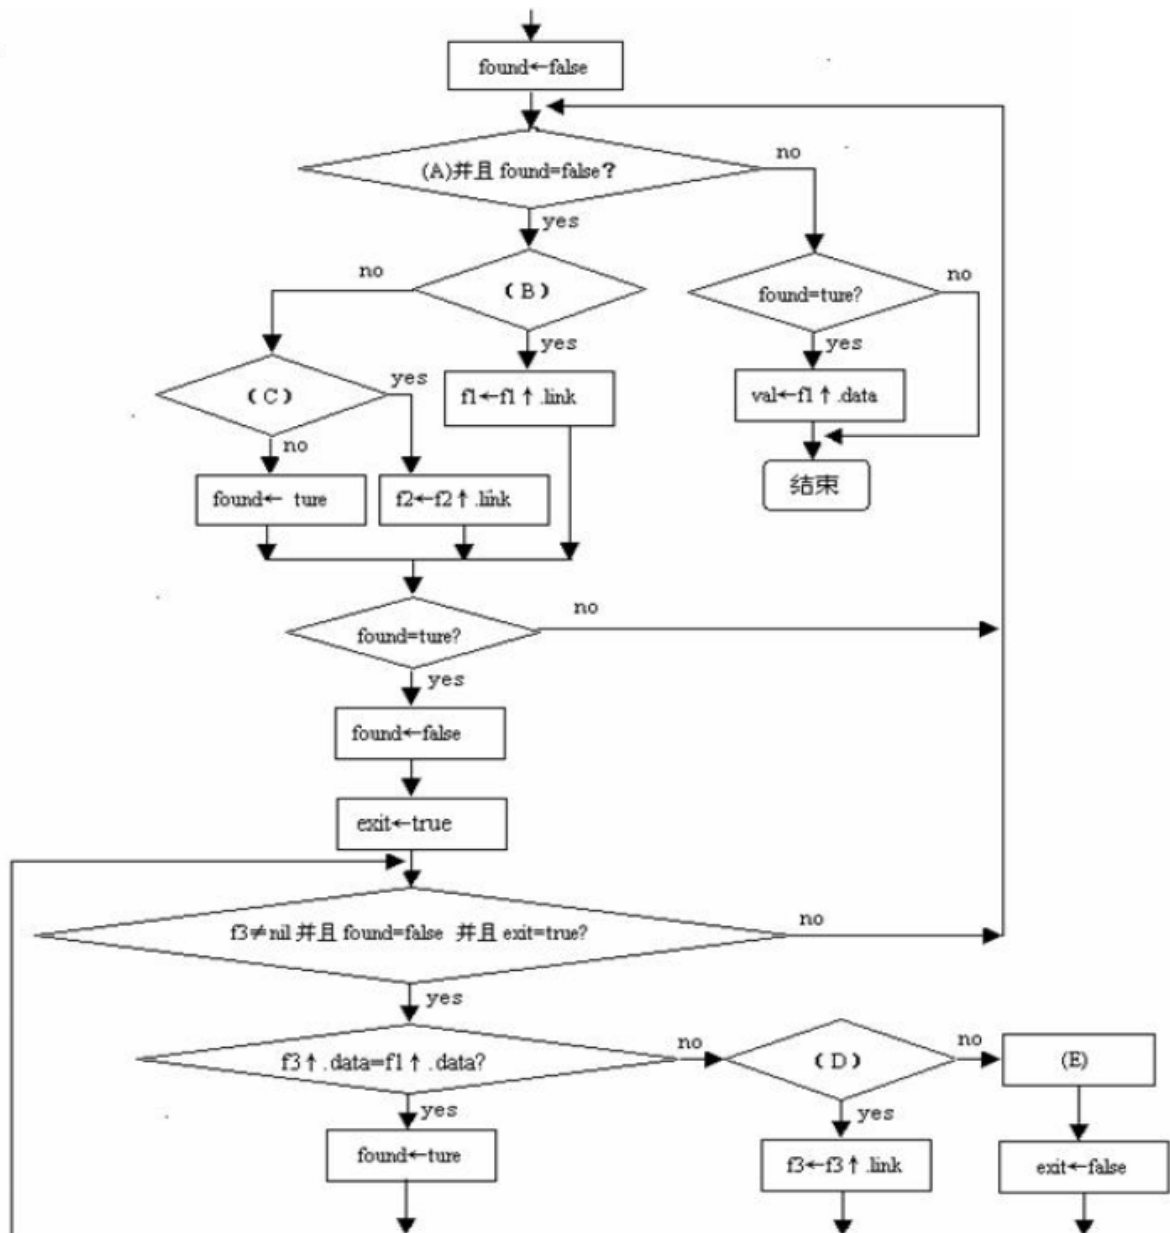 found←false
(A)并且 found=false?
no
yes
no
(B)
found=ture?
no
yes
yes
(C)
yes
f1←f1↑.link
val←f1↑.data
no
结束
found← ture
f2←f2↑.link
found=ture?
no
yes
found←false
exit←true
f3≠nil 并且 found=false 并且 exit=true?
no
yes
f3↑.data=f1↑.data?
no
(D)
no
(E)
yes
yes
found←ture
f3←f3↑.link
exit←false